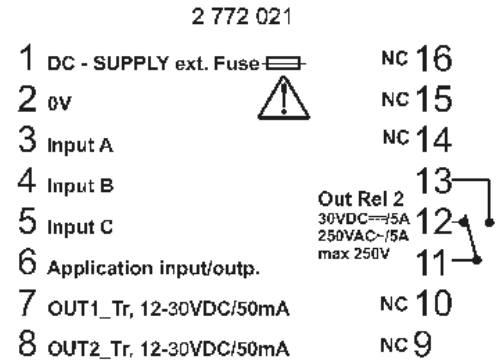 2 772 021
1 DC - SUPPLY ext. Fuse
2 0V
3 Input A
4 Input B
5 Input C
6 Application input/outp.
7 OUT1_Tr, 12-30VDC/50mA
8 OUT2_Tr, 12-30VDC/50mA
NC 16
NC 15
NC 14
13
Out Rel 2
30VDC⎓/5A
12
250VAC~/5A
max 250V
11
NC 10
NC 9